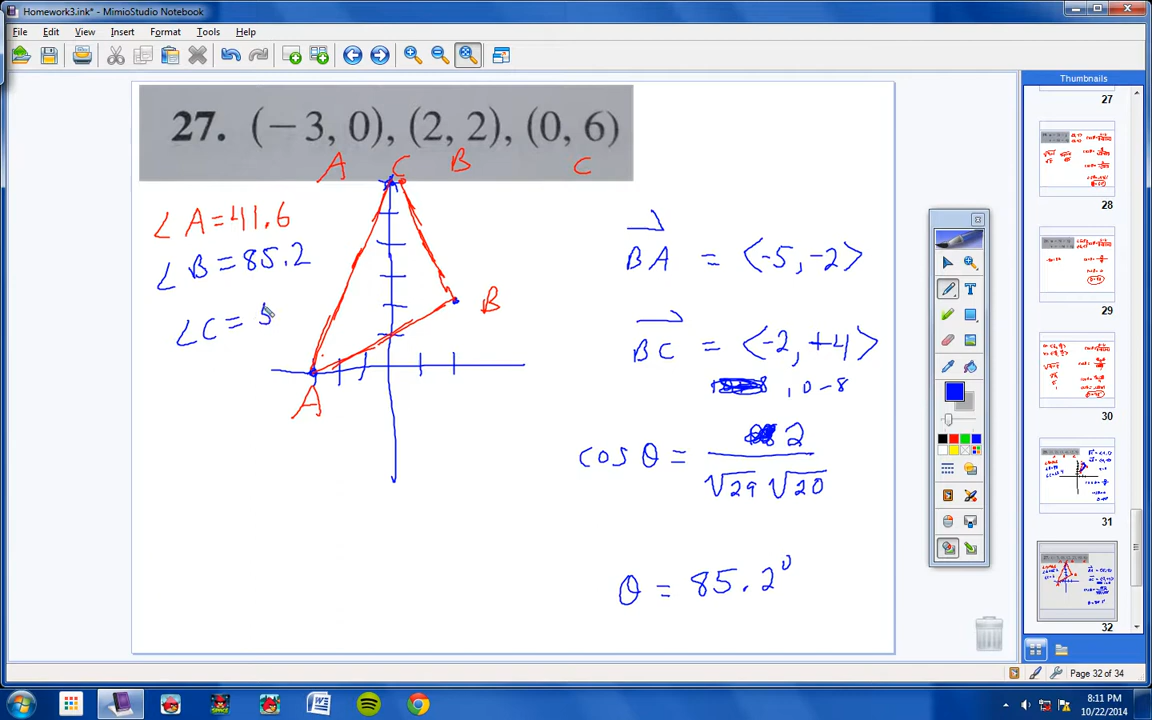 Homework3.ink* - MimioStudio Notebook
File Edit View Insert Format Tools Help
27. (−3, 0), (2, 2), (0, 6)
A C B C
∠A = 41.6
∠B = 85.2
∠C = 5
B
A
BA = <-5, -2>
BC = <-2, +4>
, 0-8
cos θ = 2
√29 √20
θ = 85.2°
Thumbnails
27
28
29
30
31
32
Page 32 of 34
8:11 PM
10/22/2014